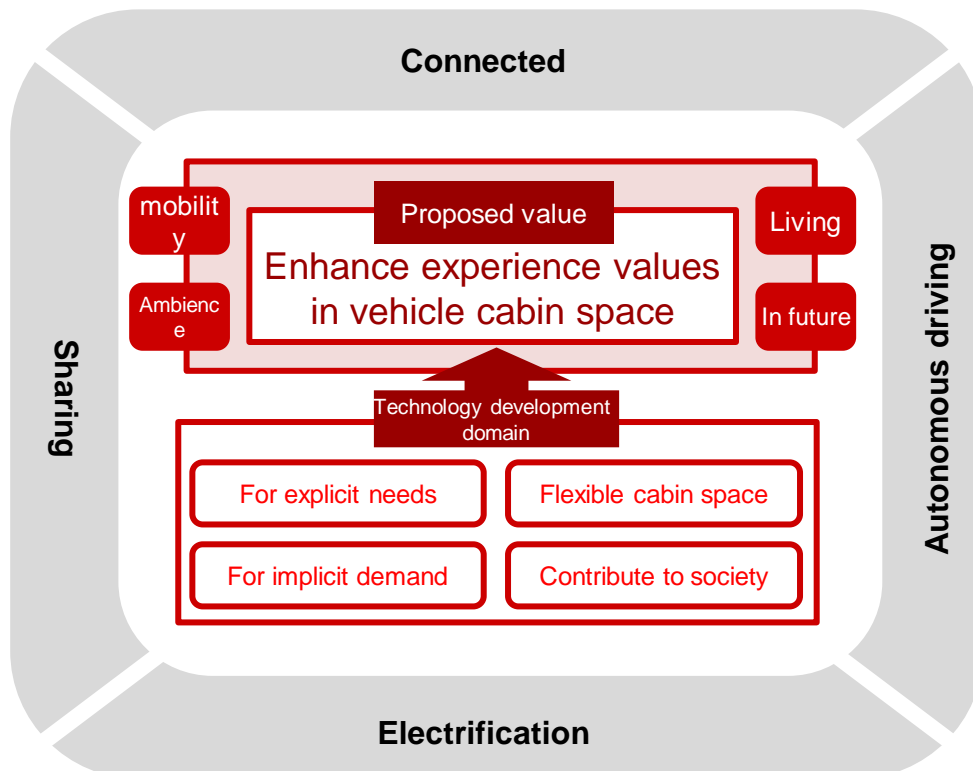 Connected
Sharing
Autonomous driving
mobilit
y
Ambienc
e
Proposed value
Enhance experience values
in vehicle cabin space
Living
In future
Technology development
domain
For explicit needs
Flexible cabin space
For implicit demand
Contribute to society
Electrification